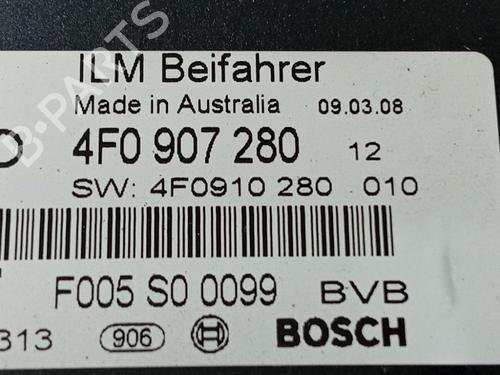 ILM Beifahrer
Made in Australia 09.03.08
4F0 907 280 12
SW: 4F0910 280 010
F005 S0 0099 BVB
313 906 BOSCH
B-PARTS